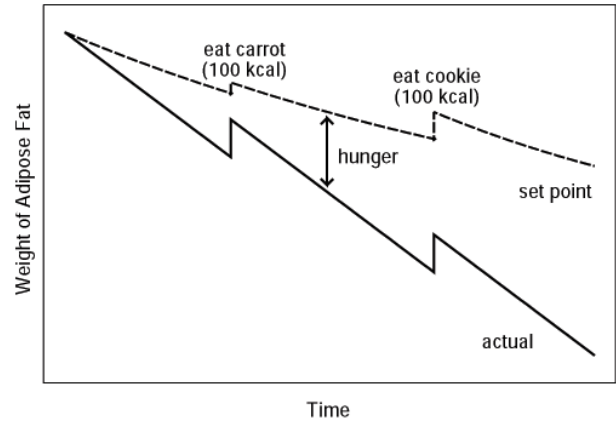 eat carrot
(100 kcal)
eat cookie
(100 kcal)
hunger
set point
actual
Weight of Adipose Fat
Time